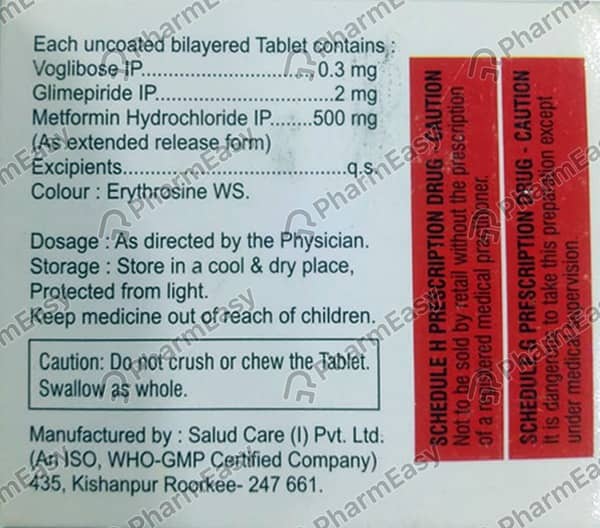 Each uncoated bilayered Tablet contains :
Voglibose IP..............................0.3 mg
Glimepiride IP..............................2 mg
Metformin Hydrochloride IP.......500 mg
(As extended release form)
Excipients......................................q.s.
Colour : Erythrosine WS.
Dosage : As directed by the Physician.
Storage : Store in a cool & dry place,
Protected from light.
Keep medicine out of reach of children.
Caution: Do not crush or chew the Tablet.
Swallow as whole.
Manufactured by : Salud Care (I) Pvt. Ltd.
(An ISO, WHO-GMP Certified Company)
435, Kishanpur Roorkee- 247 661.
SCHEDULE H PRESCRIPTION DRUG - CAUTION
Not to be sold by retail without the prescription
of a registered medical practitioner.
SCHEDULE G PRESCRIPTION DRUG - CAUTION
It is dangerous to take this preparation except
under medical supervision.
PharmEasy